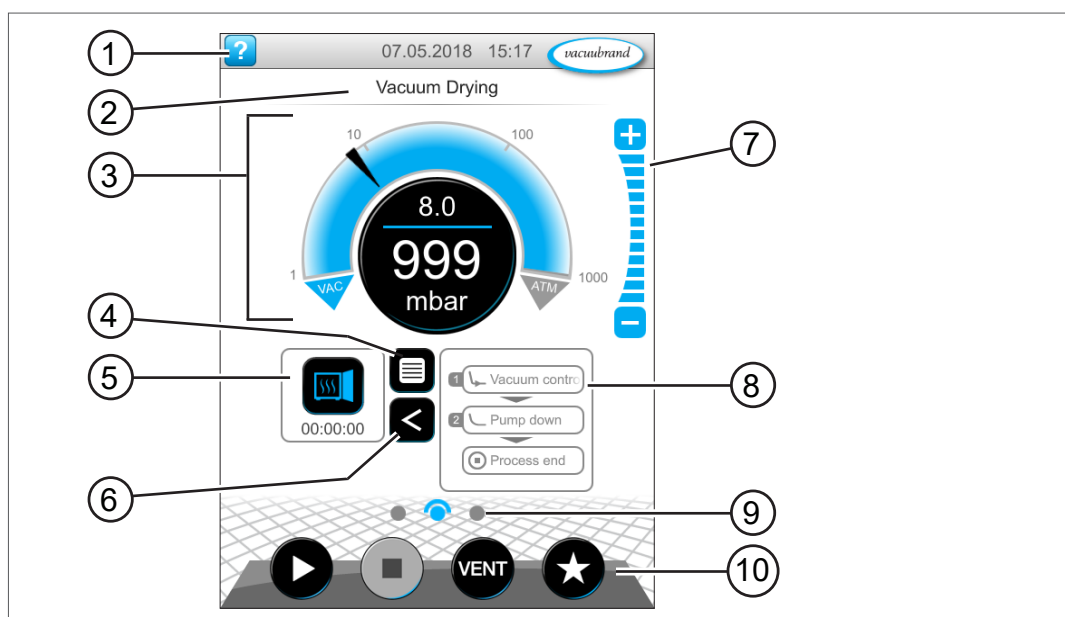 1
?
07.05.2018 15:17
vacuubrand
2
Vacuum Drying
3
10
100
7
8.0
999
mbar
1
1000
VAC
ATM
4
5
1 Vacuum contro
8
00:00:00
2 Pump down
Process end
6
9
VENT
10